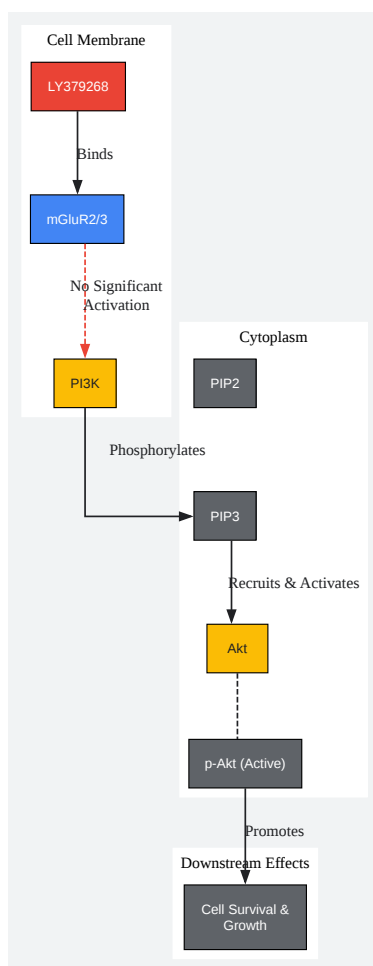 Cell Membrane
LY379268
Binds
mGluR2/3
No Significant
Activation
Cytoplasm
PI3K
PIP2
Phosphorylates
PIP3
Recruits & Activates
Akt
p-Akt (Active)
Promotes
Downstream Effects
Cell Survival &
Growth